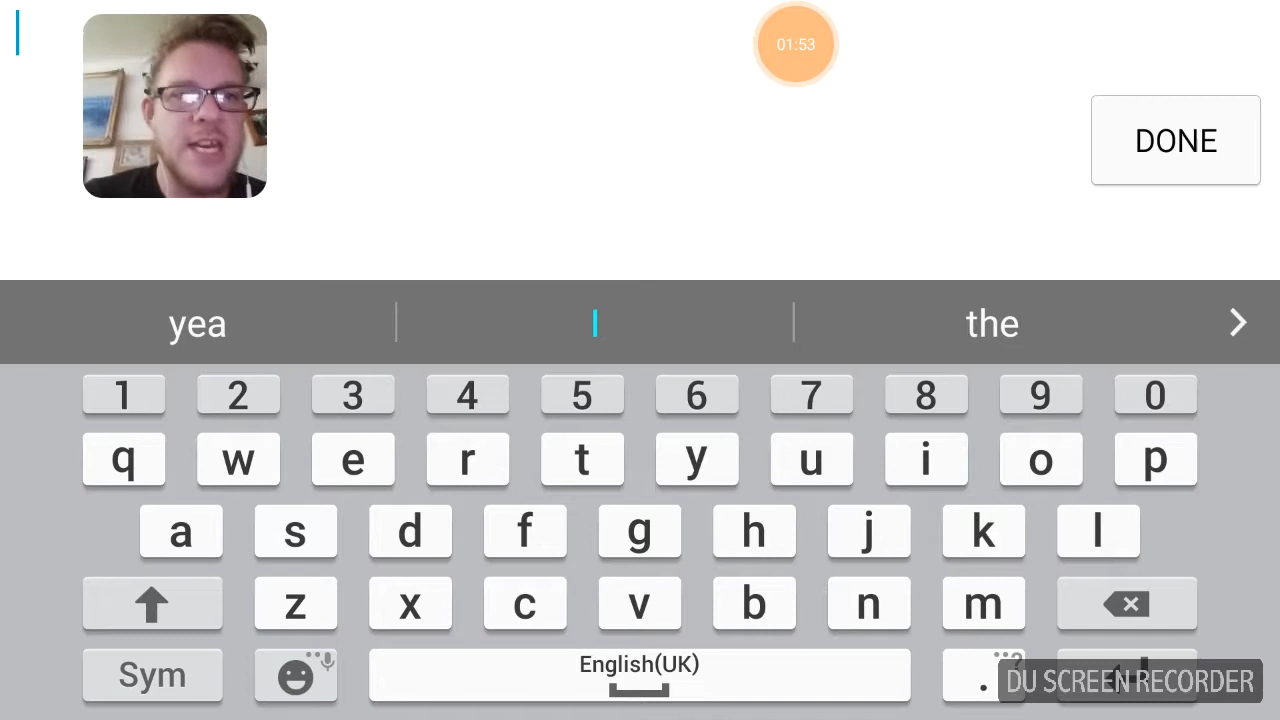 01:53
DONE
yea | the
1 2 3 4 5 6 7 8 9 0
q w e r t y u i o p
a s d f g h j k l
z x c v b n m
Sym English(UK) . ?
DU SCREEN RECORDER